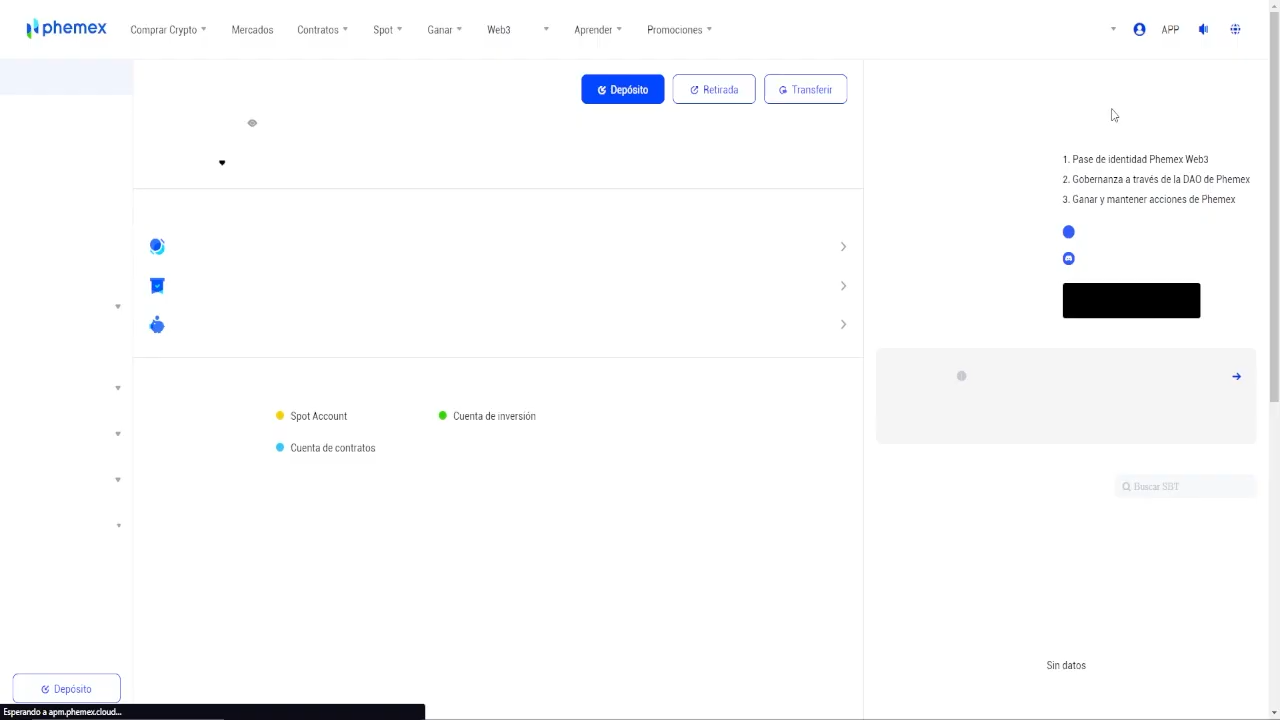 phemex
Comprar Crypto Mercados Contratos Spot Ganar Web3 Aprender Promociones APP
Depósito Retirada Transferir
1. Pase de identidad Phemex Web3
2. Gobernanza a través de la DAO de Phemex
3. Ganar y mantener acciones de Phemex
Spot Account Cuenta de inversión
Cuenta de contratos
Buscar SBT
Sin datos
Depósito
Esperando a apm.phemex.cloud...